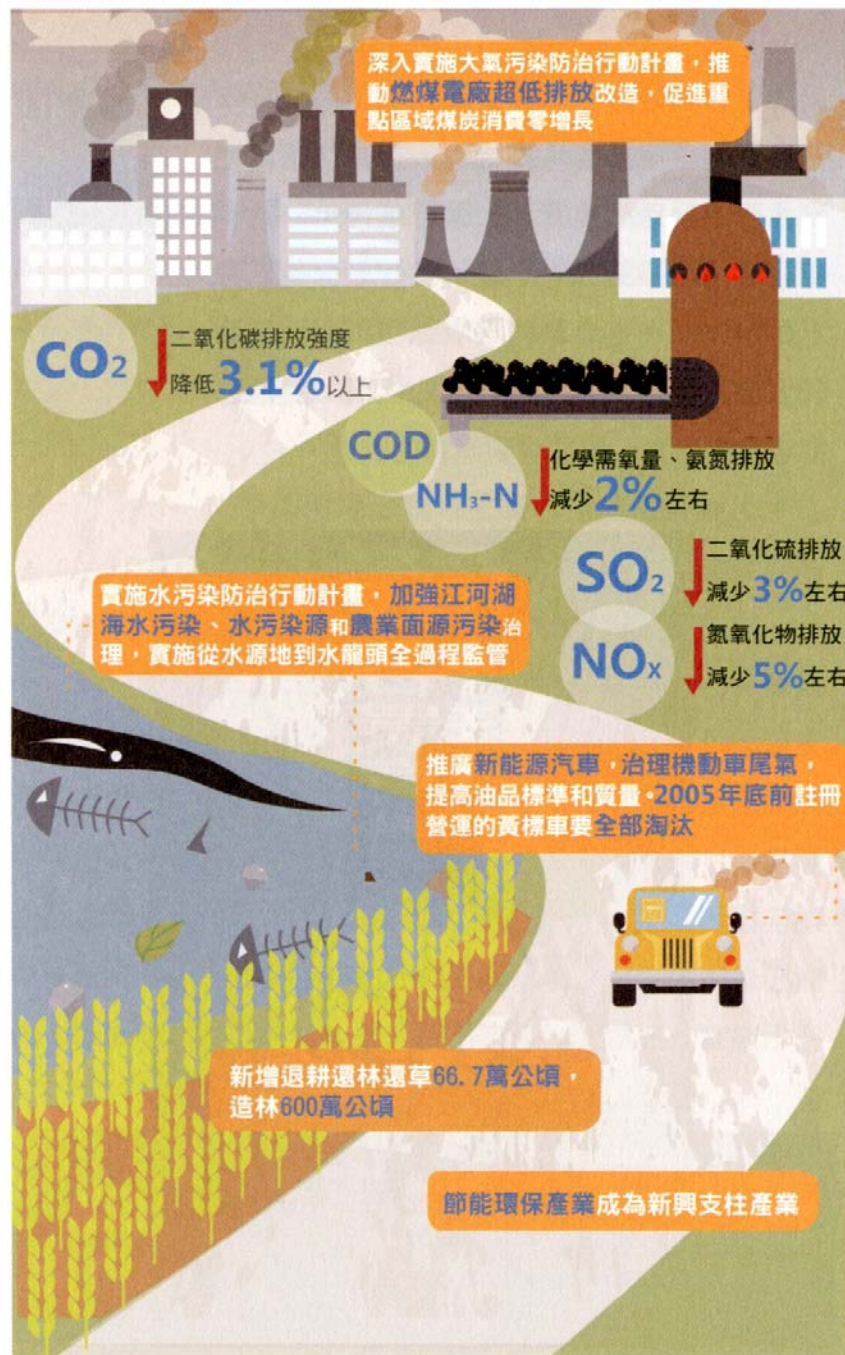 深入實施大氣污染防治行動計畫，推
動燃煤電廠超低排放改造，促進重
點區域煤炭消費零增長
CO₂
二氧化碳排放強度
降低3.1%以上
COD
NH₃-N
化學需氧量、氨氮排放
減少2%左右
SO₂
二氧化硫排放
減少3%左右
NOₓ
氮氧化物排放
減少5%左右
實施水污染防治行動計畫，加強江河湖
海水污染、水污染源和農業面源污染治
理，實施從水源地到水龍頭全過程監管
推廣新能源汽車，治理機動車尾氣，
提高油品標準和質量。2005年底前註冊
營運的黃標車要全部淘汰
新增退耕還林還草66.7萬公頃，
造林600萬公頃
節能環保產業成為新興支柱產業